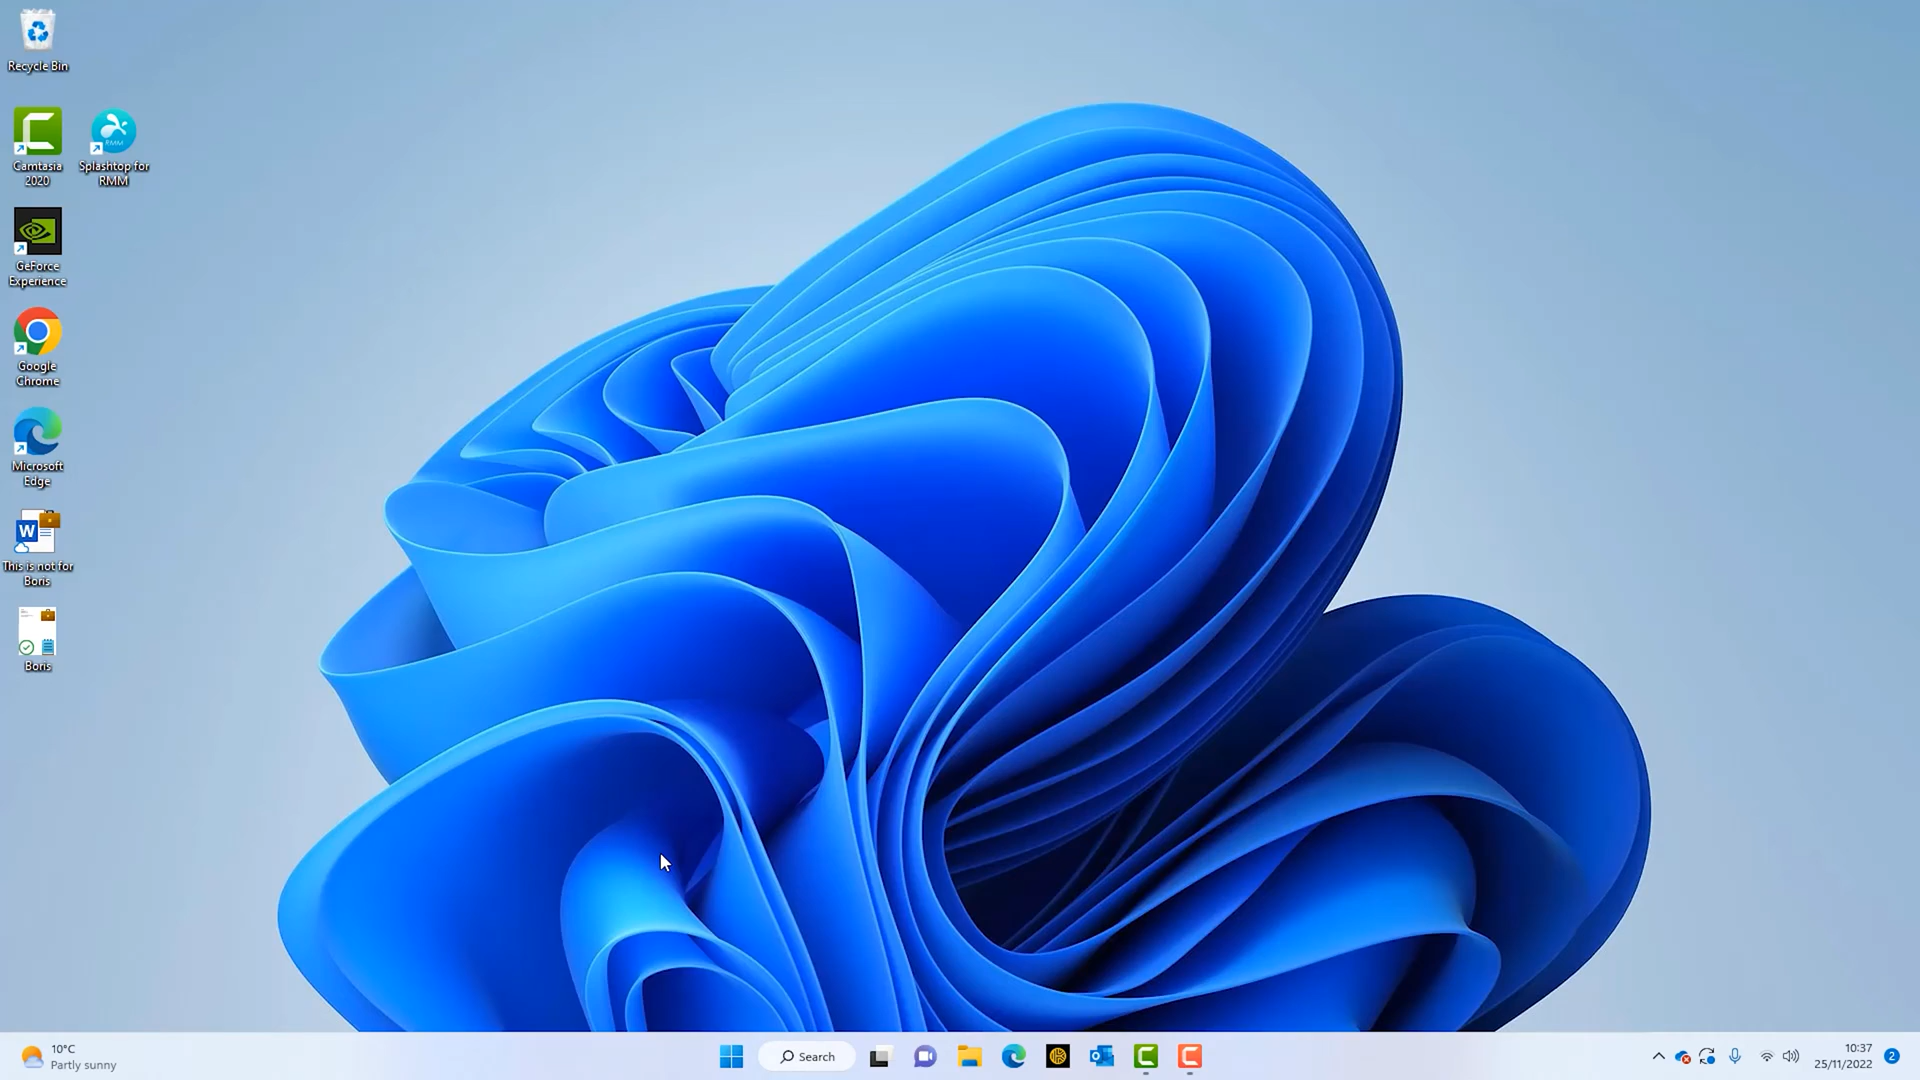 Recycle Bin
Camtasia
2020
Splashtop for
RMM
RMM
GeForce
Experience
Google
Chrome
Microsoft
Edge
W
This is not for
Boris
Boris
10°C
Partly sunny
Search
10:37
25/11/2022
2